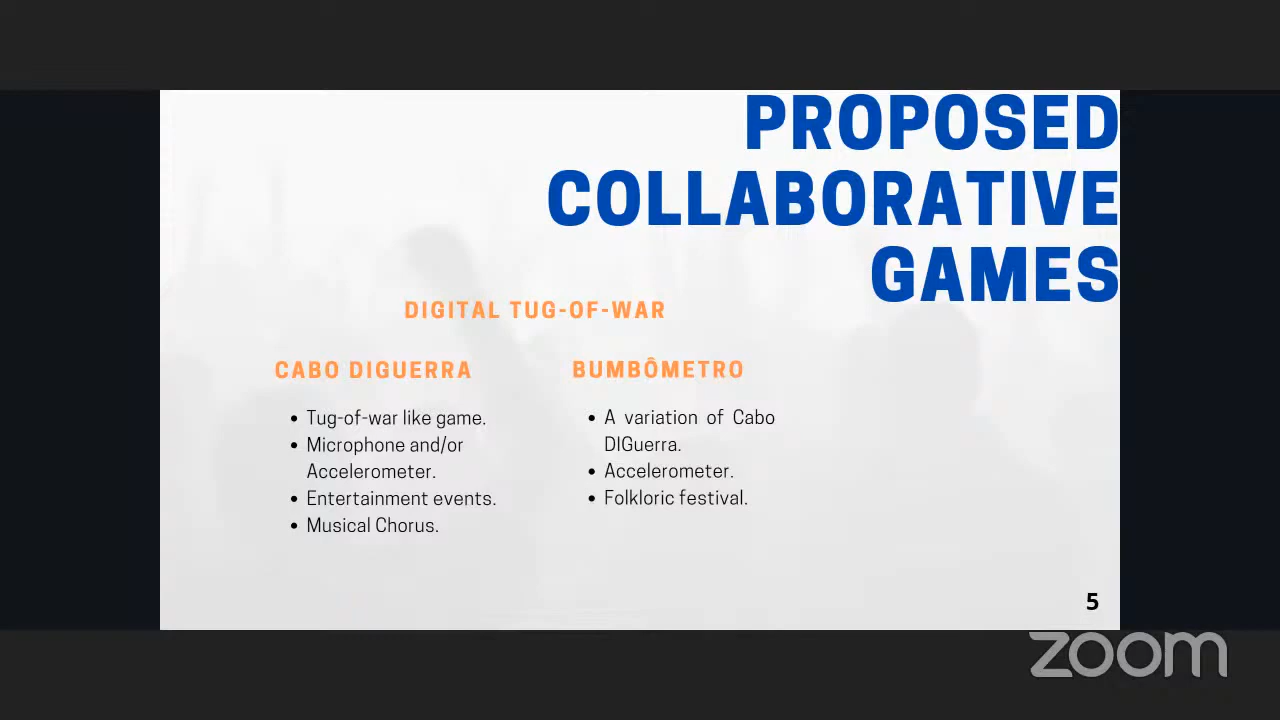 PROPOSED
COLLABORATIVE
GAMES
DIGITAL TUG-OF-WAR
CABO DIGUERRA
• Tug-of-war like game.
• Microphone and/or
Accelerometer.
• Entertainment events.
• Musical Chorus.
BUMBÔMETRO
• A variation of Cabo
DIGuerra.
• Accelerometer.
• Folkloric festival.
5
zoom